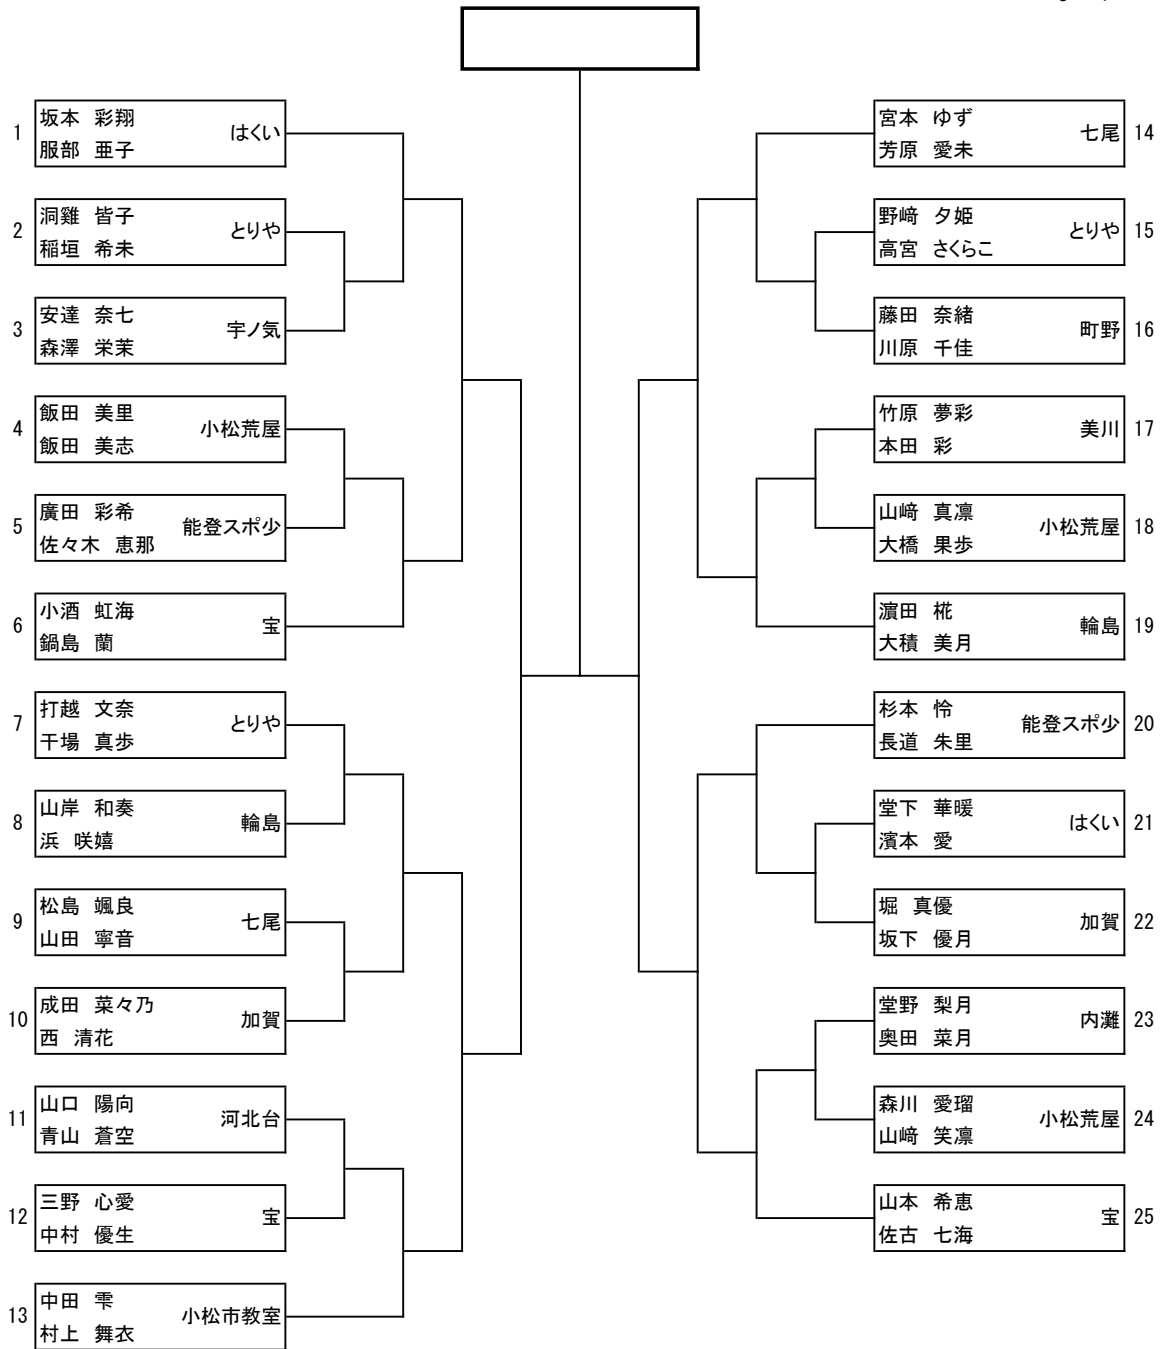 1
坂本 彩翔
服部 亜子
はくい
2
洞雞 皆子
稲垣 希未
とりや
3
安達 奈七
森澤 栄茉
宇ノ気
4
飯田 美里
飯田 美志
小松荒屋
5
廣田 彩希
佐々木 恵那
能登スポ少
6
小酒 虹海
鍋島 蘭
宝
7
打越 文奈
干場 真歩
とりや
8
山岸 和奏
浜 咲嬉
輪島
9
松島 颯良
山田 寧音
七尾
10
成田 菜々乃
西 清花
加賀
11
山口 陽向
青山 蒼空
河北台
12
三野 心愛
中村 優生
宝
13
中田 雫
村上 舞衣
小松市教室
宮本 ゆず
芳原 愛未
七尾
14
野﨑 夕姫
高宮 さくらこ
とりや
15
藤田 奈緒
川原 千佳
町野
16
竹原 夢彩
本田 彩
美川
17
山﨑 真凛
大橋 果歩
小松荒屋
18
濵田 椛
大積 美月
輪島
19
杉本 怜
長道 朱里
能登スポ少
20
堂下 華暖
濱本 愛
はくい
21
堀 真優
坂下 優月
加賀
22
堂野 梨月
奥田 菜月
内灘
23
森川 愛瑠
山﨑 笑凛
小松荒屋
24
山本 希恵
佐古 七海
宝
25